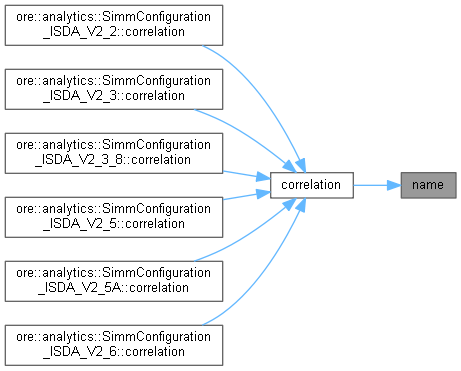 ore::analytics::SimmConfiguration
_ISDA_V2_2::correlation
ore::analytics::SimmConfiguration
_ISDA_V2_3::correlation
ore::analytics::SimmConfiguration
_ISDA_V2_3_8::correlation
ore::analytics::SimmConfiguration
_ISDA_V2_5::correlation
ore::analytics::SimmConfiguration
_ISDA_V2_5A::correlation
ore::analytics::SimmConfiguration
_ISDA_V2_6::correlation
correlation
name